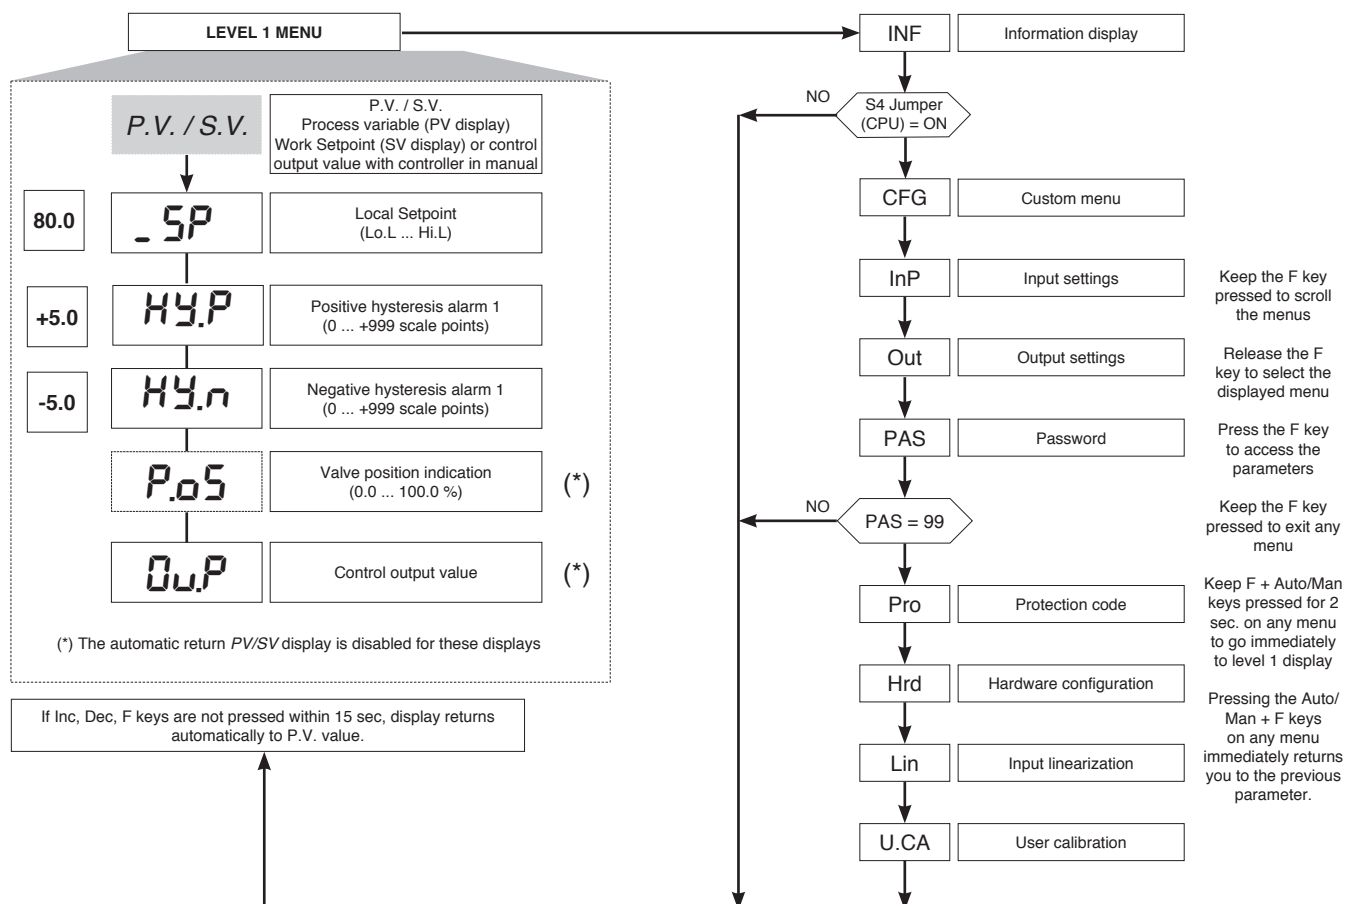 LEVEL 1 MENU
P.V. / S.V.
P.V. / S.V.
Process variable (PV display)
Work Setpoint (SV display) or control
output value with controller in manual
80.0
_SP
Local Setpoint
(Lo.L ... Hi.L)
+5.0
HY.P
Positive hysteresis alarm 1
(0 ... +999 scale points)
-5.0
HY.n
Negative hysteresis alarm 1
(0 ... +999 scale points)
P.oS
Valve position indication
(0.0 ... 100.0 %)
(*)
Ou.P
Control output value
(*)
(*) The automatic return PV/SV display is disabled for these displays
If Inc, Dec, F keys are not pressed within 15 sec, display returns
automatically to P.V. value.
INF
Information display
NO
S4 Jumper
(CPU) = ON
CFG
Custom menu
InP
Input settings
Out
Output settings
PAS
Password
NO
PAS = 99
Pro
Protection code
Hrd
Hardware configuration
Lin
Input linearization
U.CA
User calibration
Keep the F key
pressed to scroll
the menus
Release the F
key to select the
displayed menu
Press the F key
to access the
parameters
Keep the F key
pressed to exit any
menu
Keep F + Auto/Man
keys pressed for 2
sec. on any menu
to go immediately
to level 1 display
Pressing the Auto/
Man + F keys
on any menu
immediately returns
you to the previous
parameter.